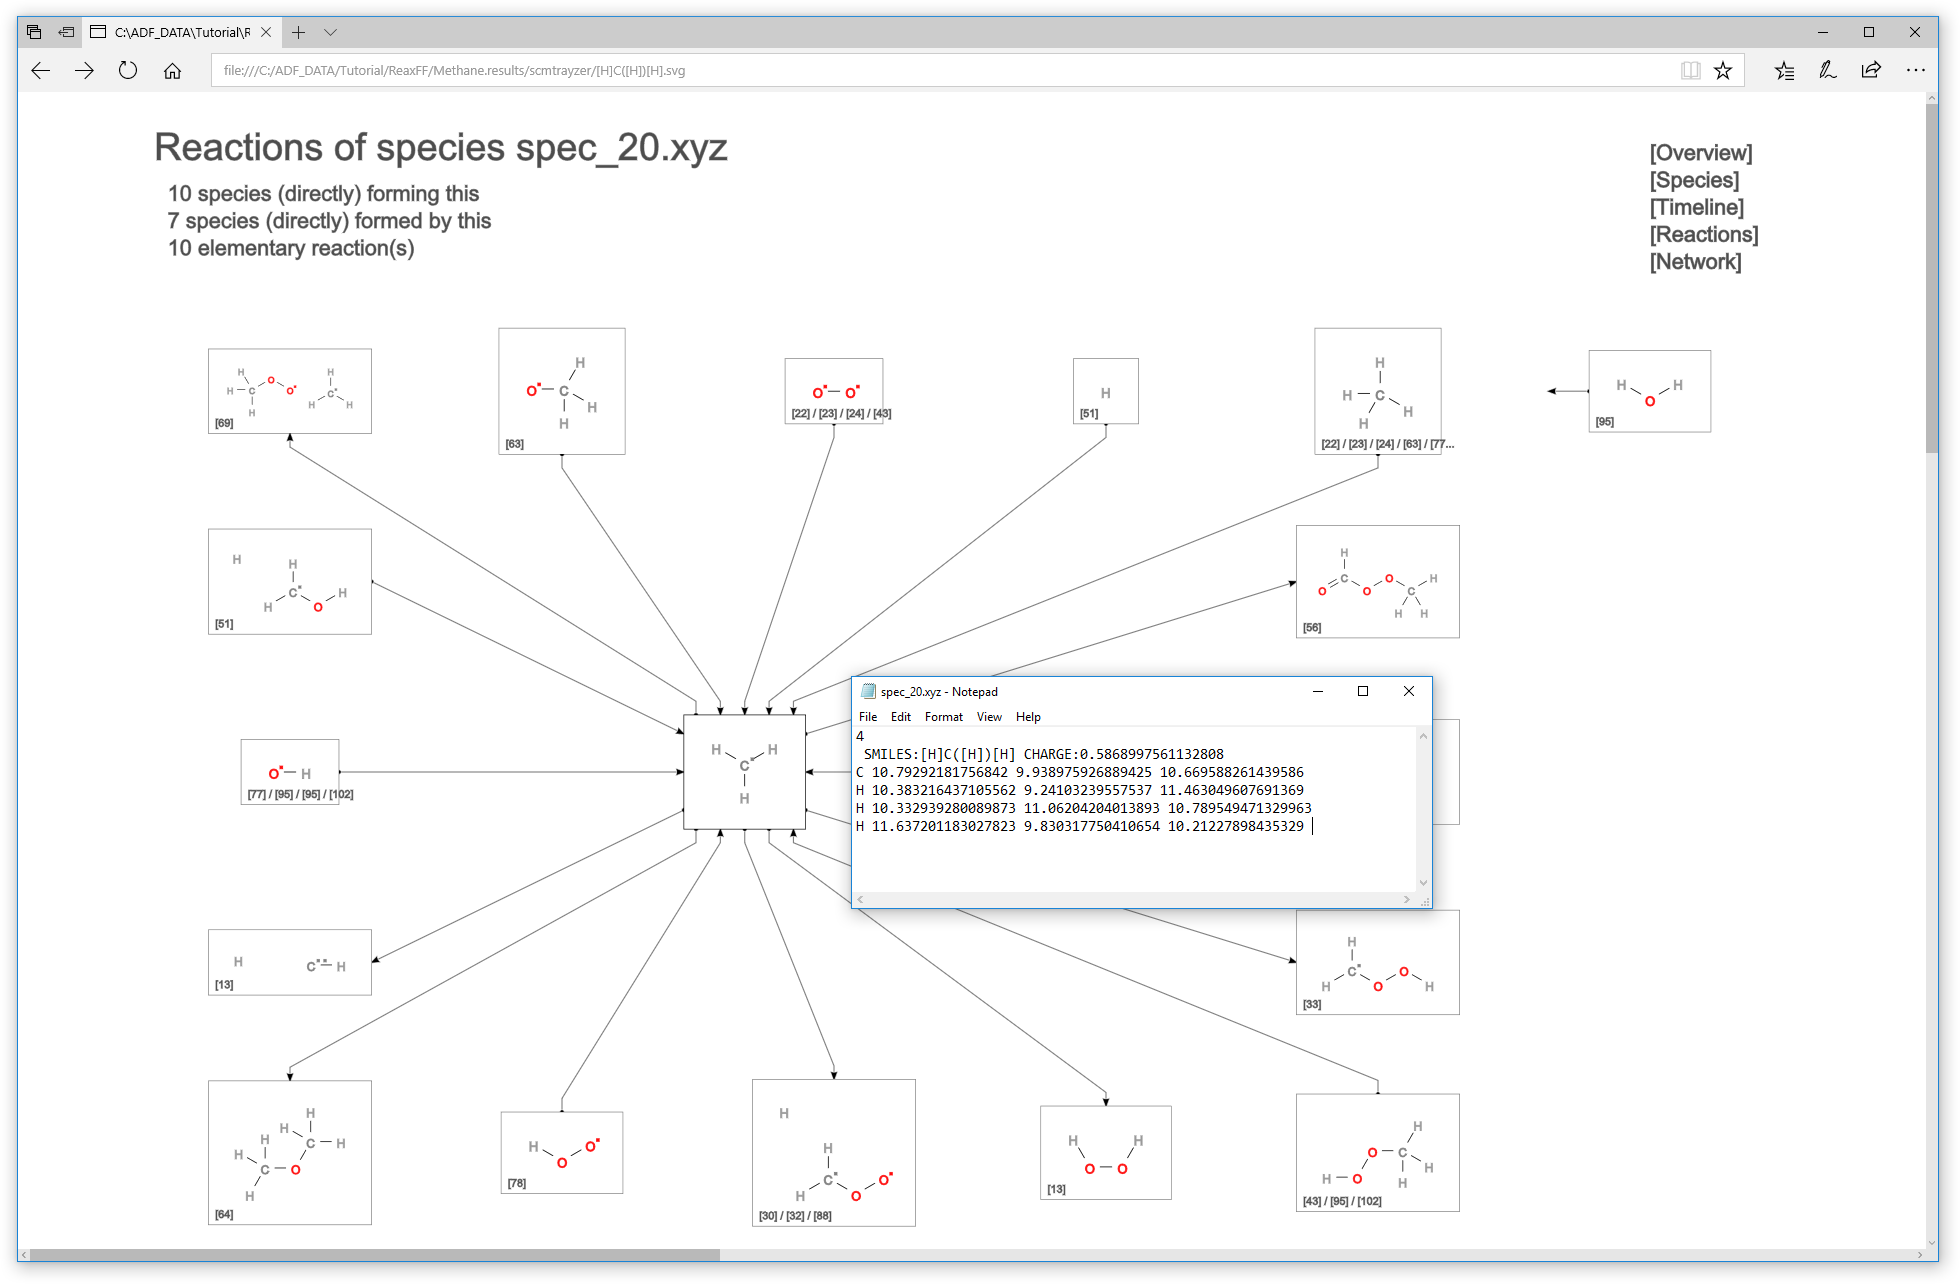 C:\ADF_DATA\Tutorial\R
file:///C:/ADF_DATA/Tutorial/ReaxFF/Methane.results/scmtrayzer/[H]C([H])[H].svg
Reactions of species spec_20.xyz
10 species (directly) forming this
7 species (directly) formed by this
10 elementary reaction(s)
[Overview]
[Species]
[Timeline]
[Reactions]
[Network]
H H C O O H H H C H H
[69]
O C H H H
[63]
O O
[22] / [23] / [24] / [43]
H
[51]
H H C H H
[22] / [23] / [24] / [63] / [77...
H O H
[95]
H H C H O H
[51]
H O C O O C H H H
[56]
O H
[77] / [95] / [95] / [102]
H H C H
spec_20.xyz - Notepad
File Edit Format View Help
4
SMILES:[H]C([H])[H] CHARGE:0.5868997561132808
C 10.79292181756842 9.938975926889425 10.669588261439586
H 10.383216437105562 9.24103239557537 11.463049607691369
H 10.332939280089873 11.06204204013893 10.789549471329963
H 11.637201183027823 9.830317750410654 10.21227898435329
H C H
[13]
H C H O O H
[33]
H H C H O C H H H
[64]
H O O
[78]
H H C H O O
[30] / [32] / [88]
H O O H
[13]
H O O C H H H
[43] / [95] / [102]